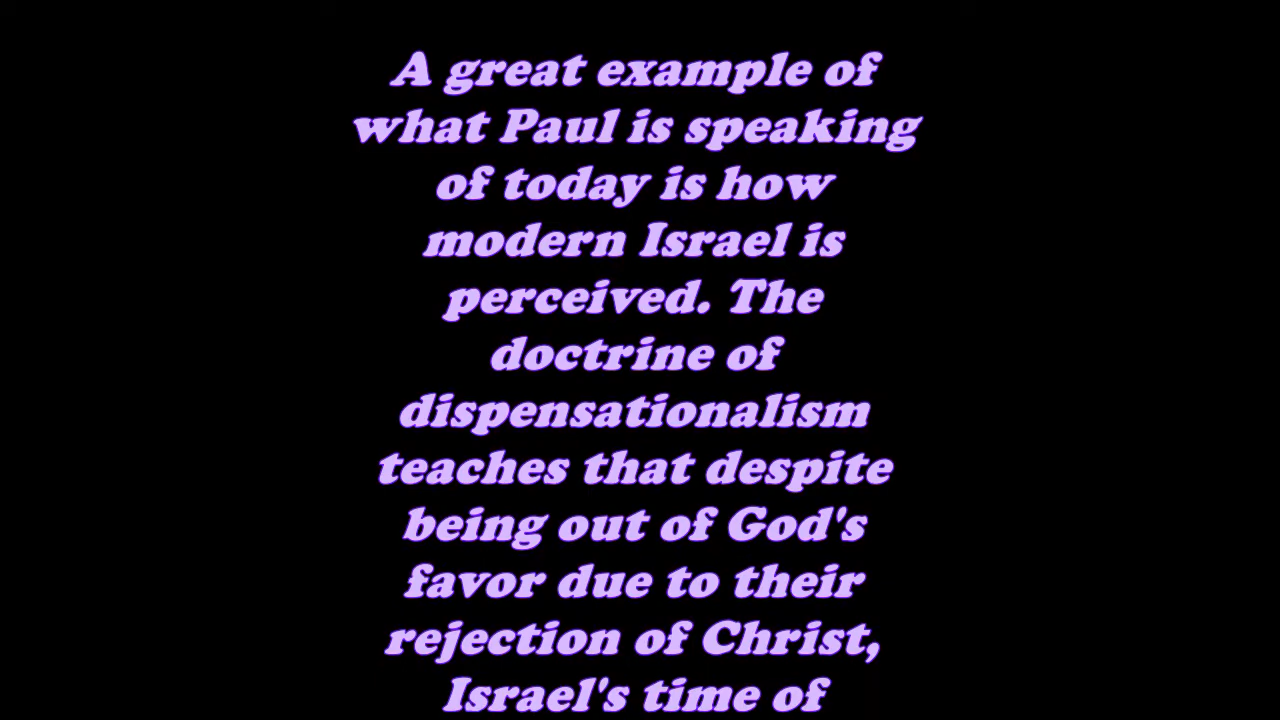 A great example of
what Paul is speaking
of today is how
modern Israel is
perceived. The
doctrine of
dispensationalism
teaches that despite
being out of God's
favor due to their
rejection of Christ,
Israel's time of